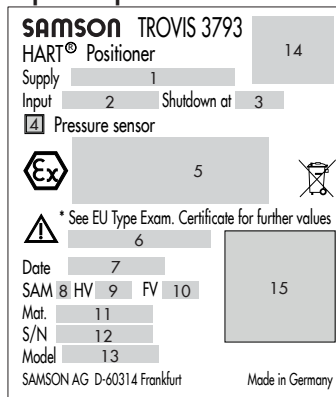 SAMSON TROVIS 3793
HART® Positioner
14
Supply 1
Input 2 Shutdown at 3
4 Pressure sensor
Ex
5
* See EU Type Exam. Certificate for further values
6
Date 7
SAM 8 HV 9 FV 10
15
Mat. 11
S/N 12
Model 13
SAMSON AG D-60314 Frankfurt Made in Germany